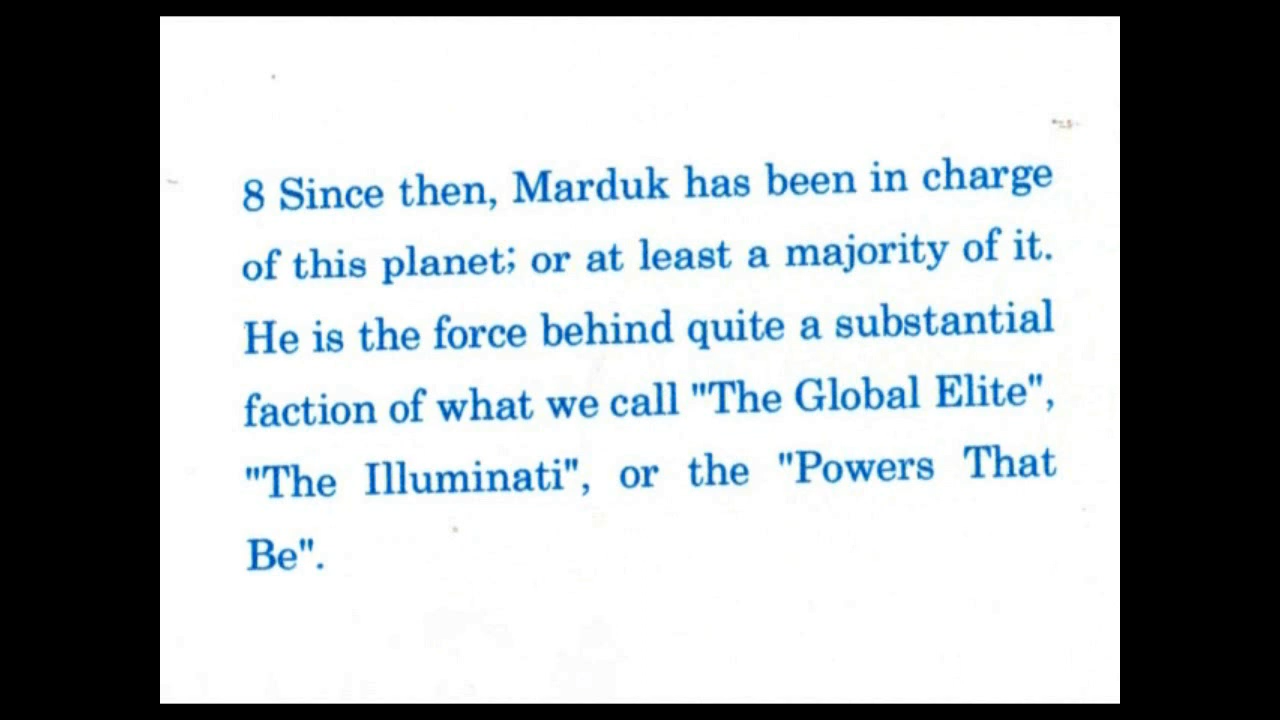 8 Since then, Marduk has been in charge
of this planet; or at least a majority of it.
He is the force behind quite a substantial
faction of what we call "The Global Elite",
"The Illuminati", or the "Powers That
Be".